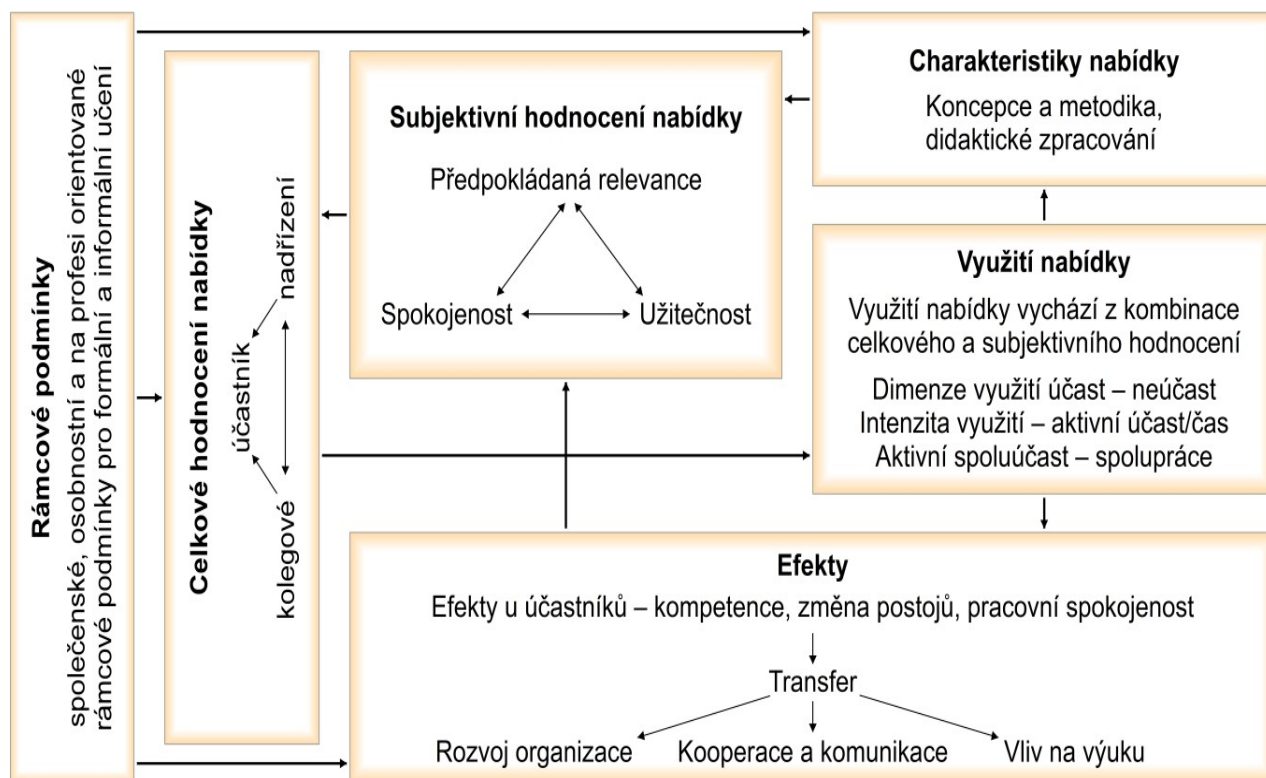 Rámcové podmínky
společenské, osobnostní a na profesi orientované
rámcové podmínky pro formální a informální učení
Celkové hodnocení nabídky
nadřízení
účastník
kolegové
Subjektivní hodnocení nabídky
Předpokládaná relevance
Spokojenost
Užitečnost
Charakteristiky nabídky
Koncepce a metodika,
didaktické zpracování
Využití nabídky
Využití nabídky vychází z kombinace
celkového a subjektivního hodnocení
Dimenze využití účast – neúčast
Intenzita využití – aktivní účast/čas
Aktivní spoluúčast – spolupráce
Efekty
Efekty u účastníků – kompetence, změna postojů, pracovní spokojenost
Transfer
Rozvoj organizace
Kooperace a komunikace
Vliv na výuku